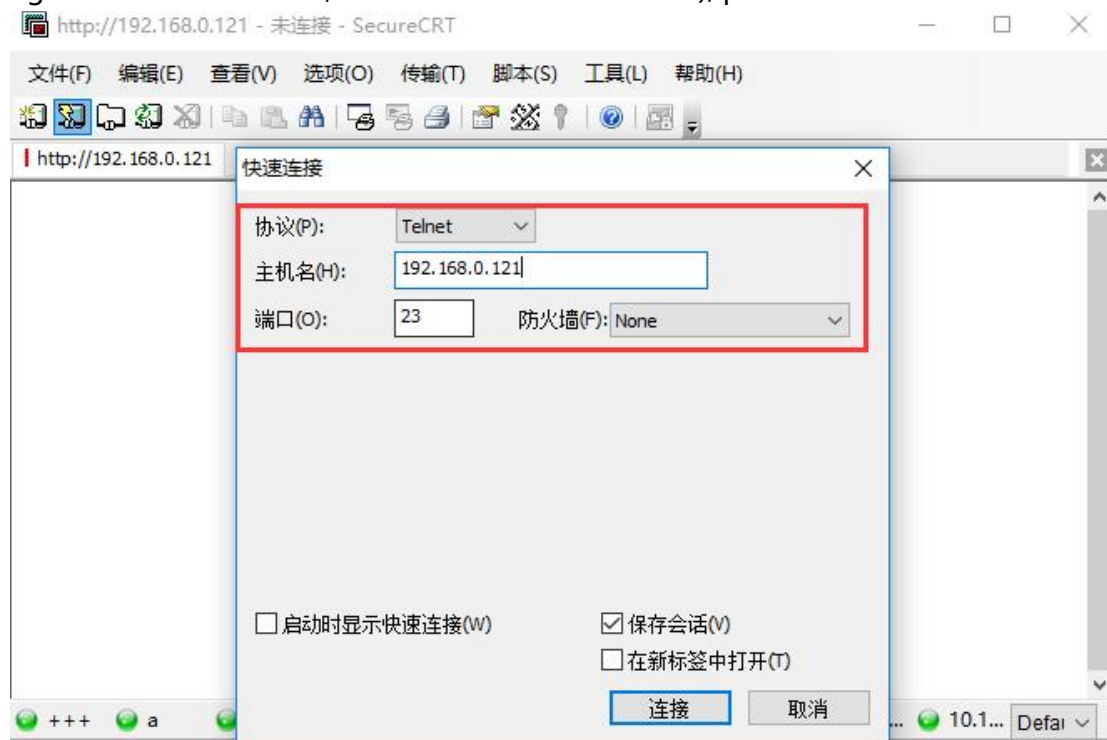 http://192.168.0.121 - 未连接 - SecureCRT
文件(F) 编辑(E) 查看(V) 选项(O) 传输(T) 脚本(S) 工具(L) 帮助(H)
http://192.168.0.121
快速连接
协议(P): Telnet
主机名(H): 192.168.0.121
端口(O): 23 防火墙(F): None
启动时显示快速连接(W) 保存会话(V)
在新标签中打开(T)
连接 取消
+++ a ... 10.1... Defau